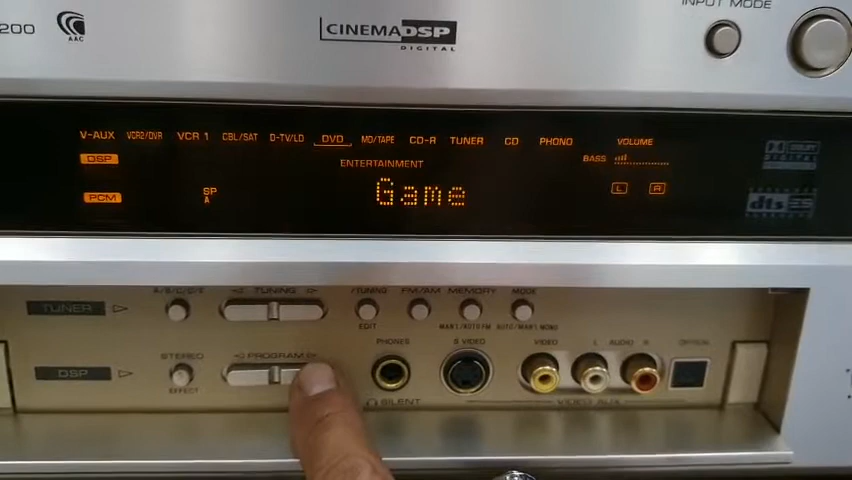 200
AAC
CINEMA DSP
DIGITAL
INPUT MODE
V-AUX VCR2/DVR VCR 1 CBL/SAT D-TV/LD DVD MD/TAPE CD-R TUNER CD PHONO VOLUME
DSP
ENTERTAINMENT
BASS
DOLBY
DIGITAL
PCM
SP
A
Game
L R
dts ES
TUNER
A/B/C/D/E
TUNING
/TUNING
EDIT
FM/AM
MEMORY
MAN'L/AUTO FM
MODE
AUTO/MAN'L MONO
DSP
STEREO
EFFECT
PROGRAM
PHONES
SILENT
S VIDEO
VIDEO
L AUDIO R
OPTICAL
VIDEO AUX